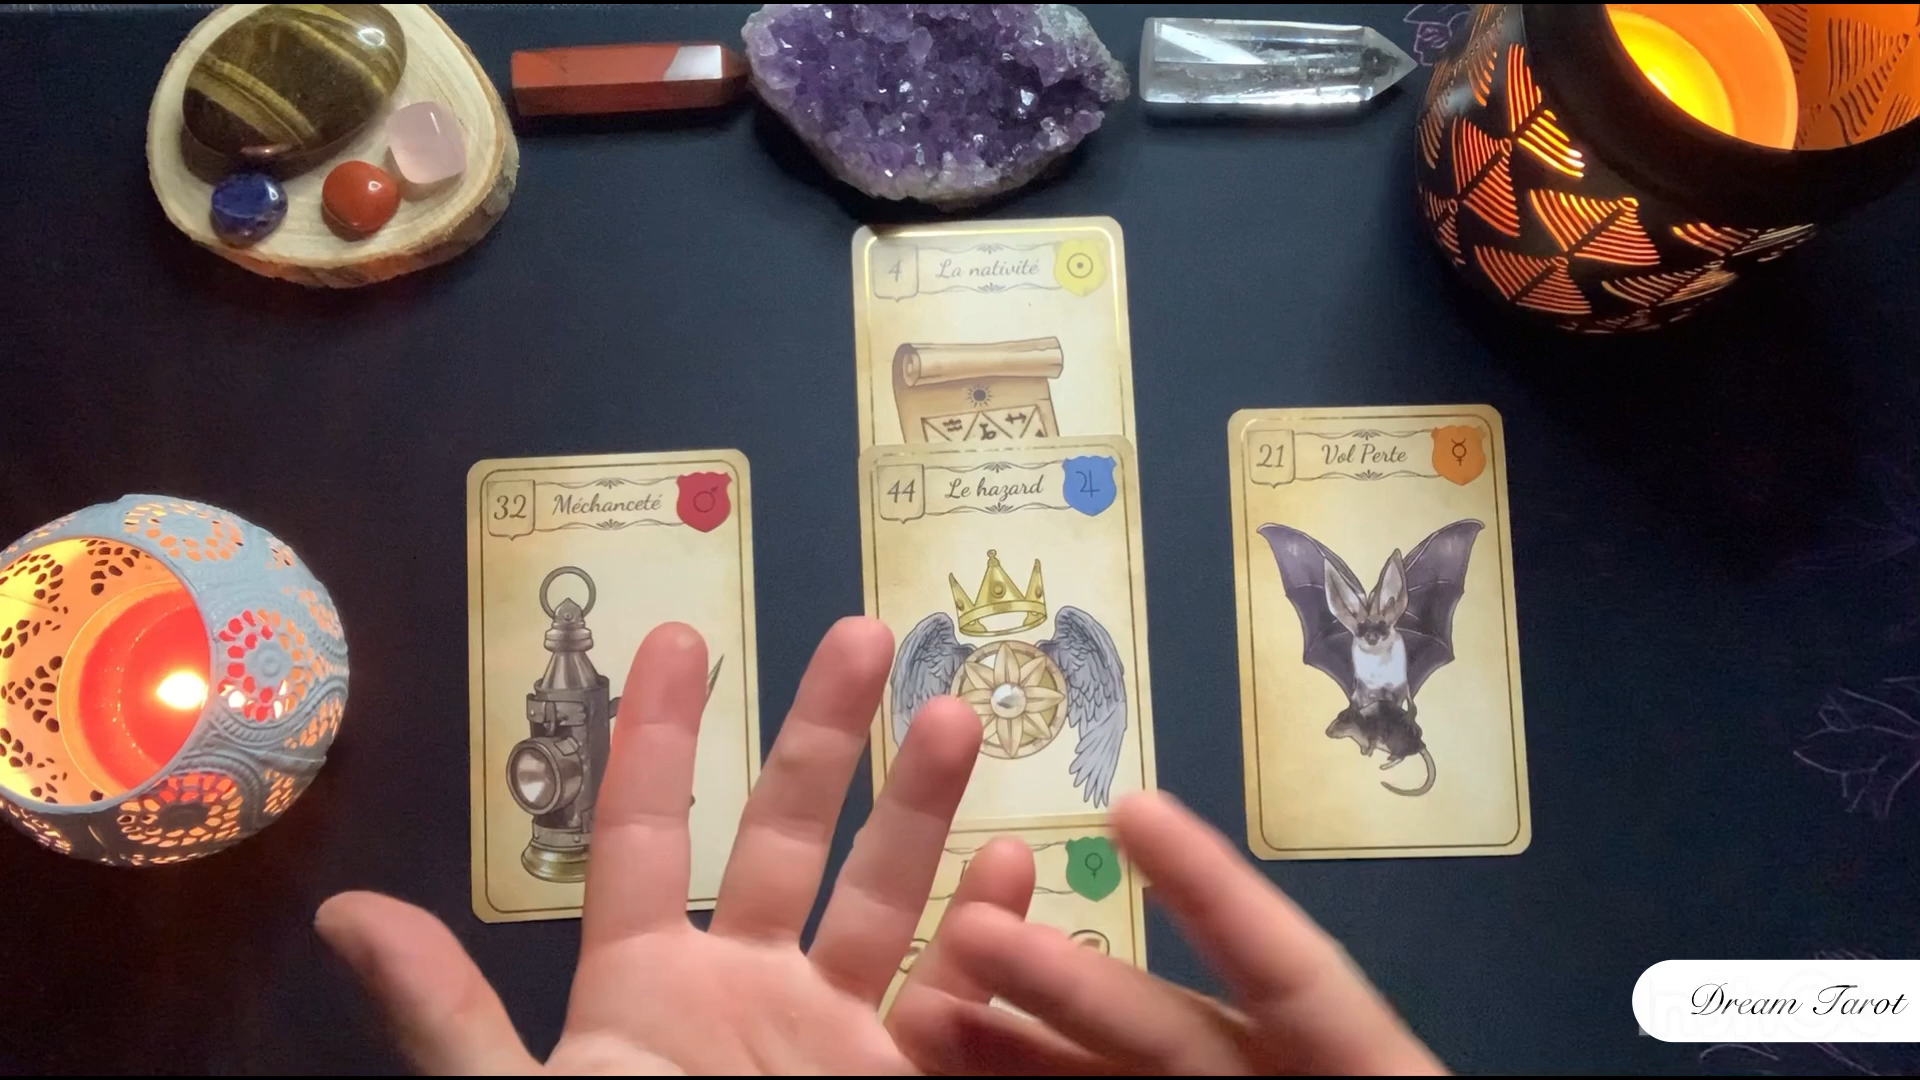 4 La nativité
32 Méchanceté
44 Le hazard
21 Vol Perte
Dream Tarot